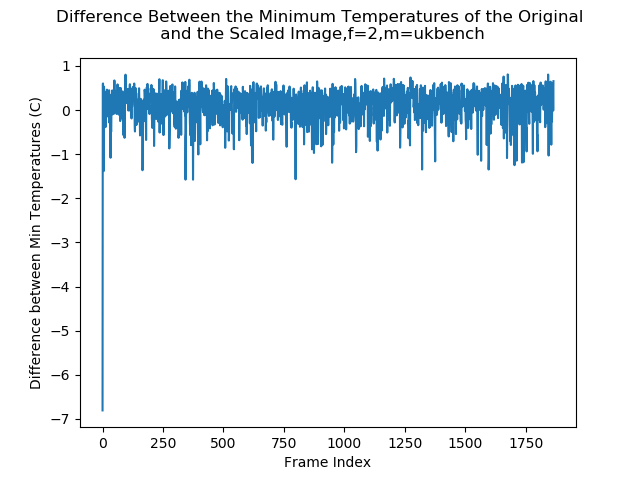 Difference Between the Minimum Temperatures of the Original
and the Scaled Image,f=2,m=ukbench
Difference between Min Temperatures (C)
1
0
−1
−2
−3
−4
−5
−6
−7
0 250 500 750 1000 1250 1500 1750
Frame Index